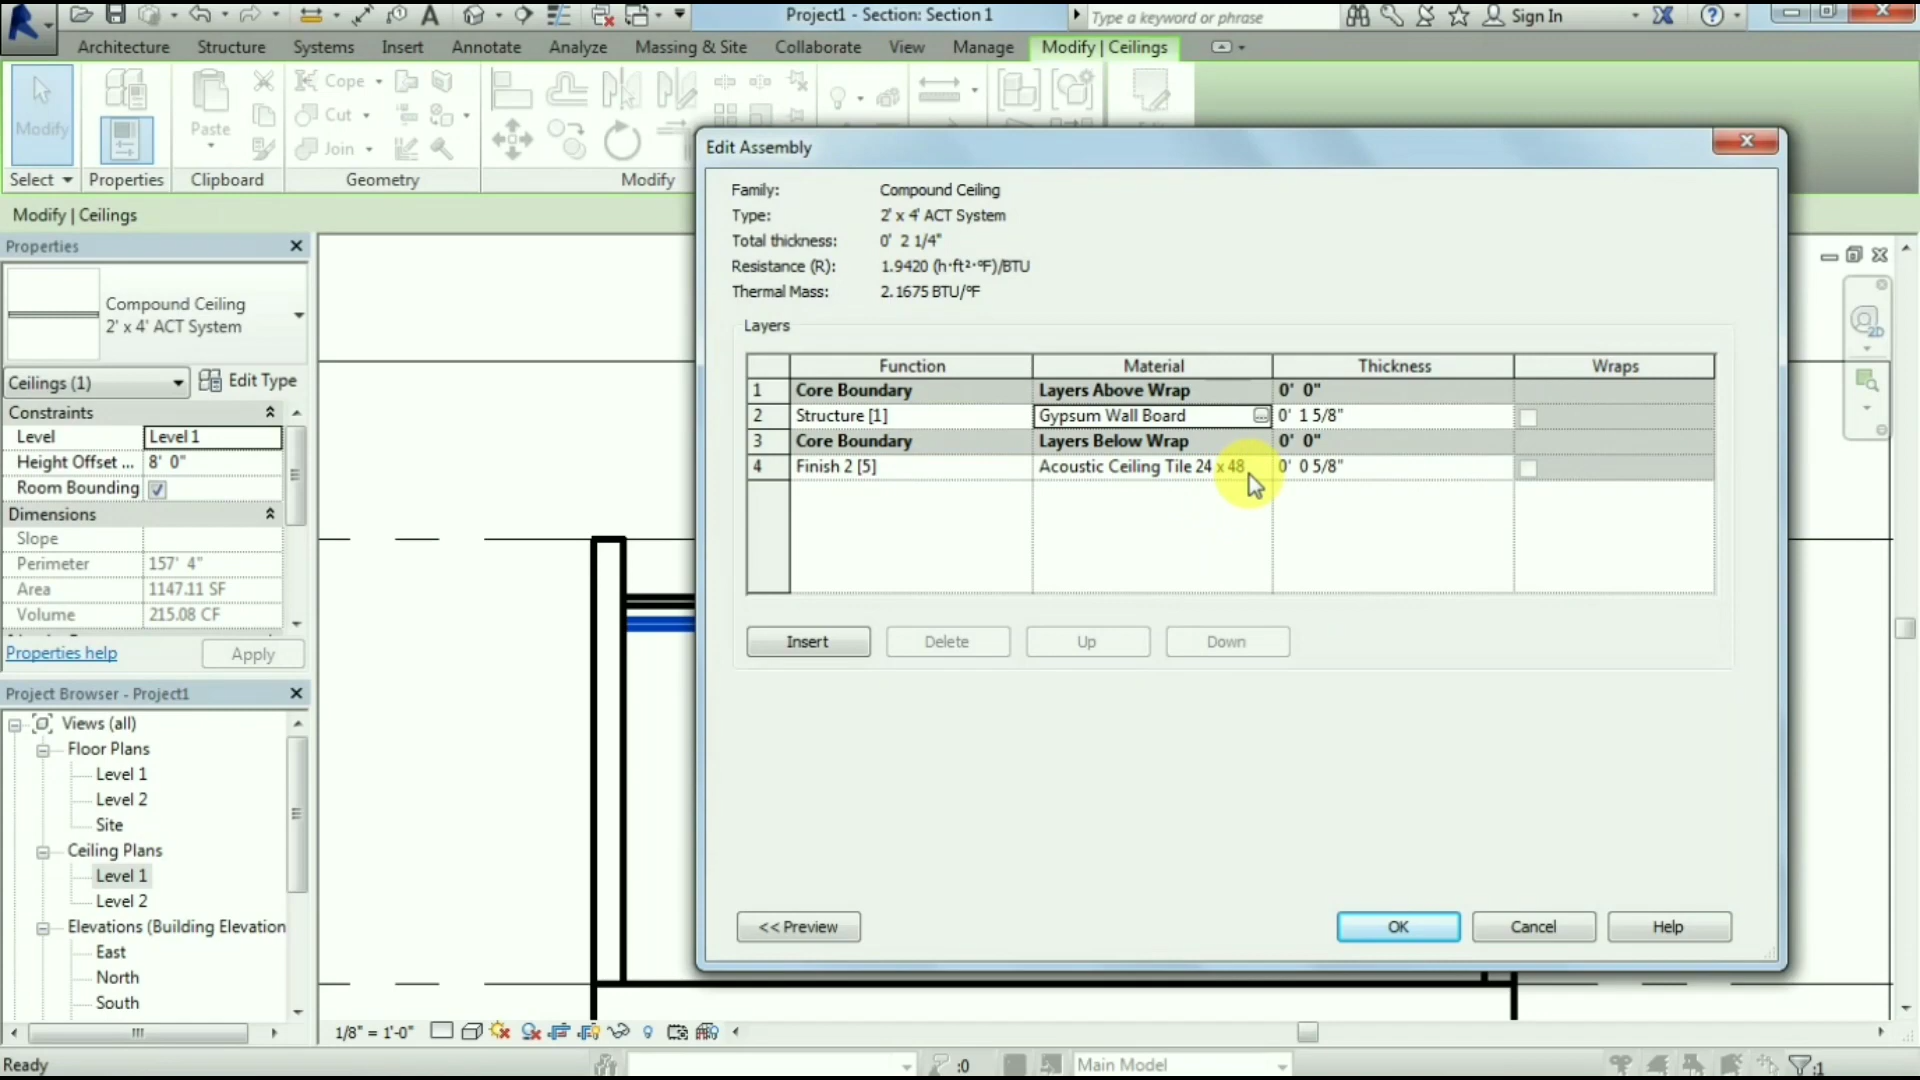 Project1 - Section: Section 1
Type a keyword or phrase
Sign In
Architecture Structure Systems Insert Annotate Analyze Massing & Site Collaborate View Manage Modify | Ceilings
Modify
Paste
Cope
Cut
Join
Select Properties Clipboard Geometry Modify
Modify | Ceilings
Properties
Compound Ceiling
2' x 4' ACT System
Ceilings (1) Edit Type
Constraints
Level Level 1
Height Offset ... 8' 0"
Room Bounding
Dimensions
Slope
Perimeter 157' 4"
Area 1147.11 SF
Volume 215.08 CF
Properties help Apply
Project Browser - Project1
Views (all)
Floor Plans
Level 1
Level 2
Site
Ceiling Plans
Level 1
Level 2
Elevations (Building Elevation
East
North
South
Edit Assembly
Family: Compound Ceiling
Type: 2' x 4' ACT System
Total thickness: 0' 2 1/4"
Resistance (R): 1.9420 (h·ft²·°F)/BTU
Thermal Mass: 2.1675 BTU/°F
Layers
Function Material Thickness Wraps
1 Core Boundary Layers Above Wrap 0' 0"
2 Structure [1] Gypsum Wall Board 0' 1 5/8"
3 Core Boundary Layers Below Wrap 0' 0"
4 Finish 2 [5] Acoustic Ceiling Tile 24 x 48 0' 0 5/8"
Insert Delete Up Down
<< Preview OK Cancel Help
2D
1/8" = 1'-0"
Ready
:0
Main Model
:1